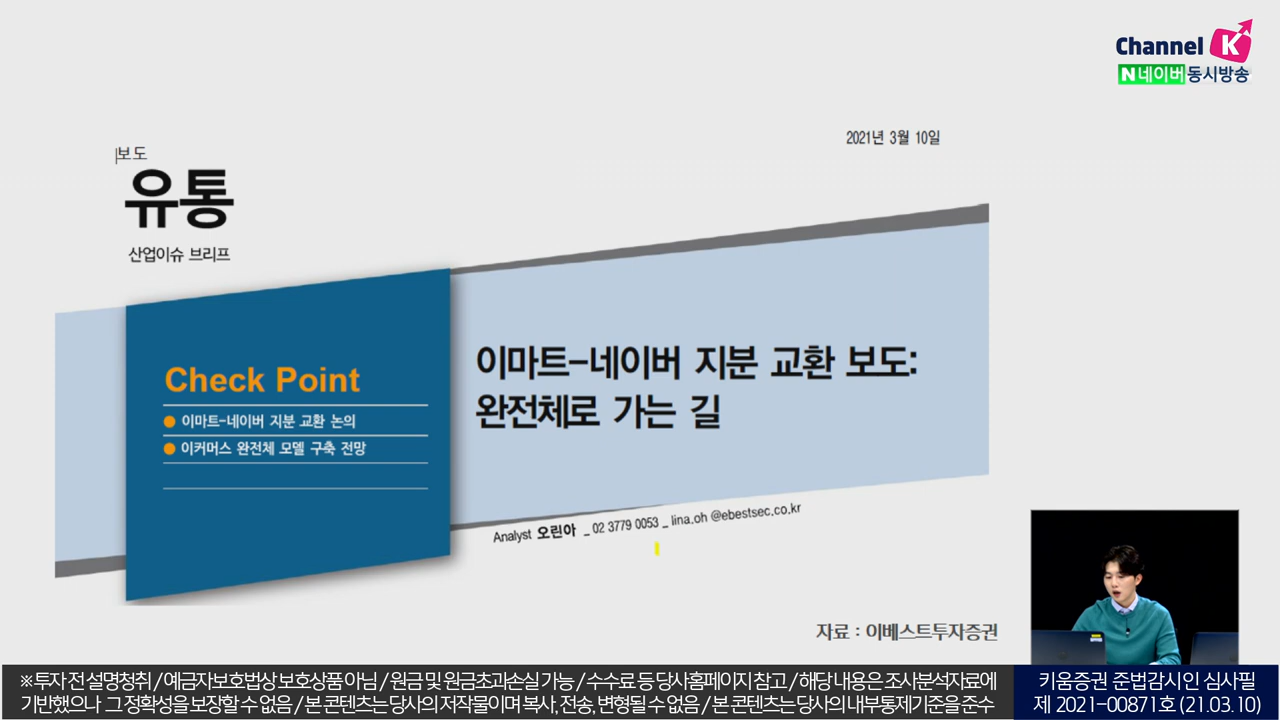 Channel K
N 네이버 동시방송
2021년 3월 10일
보도
유통
산업이슈 브리프
Check Point
이마트-네이버 지분 교환 논의
이커머스 완전체 모델 구축 전망
이마트-네이버 지분 교환 보도:
완전체로 가는 길
Analyst 오린아 _ 02 3779 0053 _ lina.oh @ebestsec.co.kr
자료 : 이베스트투자증권
※투자 전 설명청취 / 예금자보호법상 보호상품 아님 / 원금 및 원금초과손실 가능 / 수수료 등 당사홈페이지 참고 / 해당 내용은 조사분석자료에
기반했으나 그 정확성을 보장할 수 없음 / 본 콘텐츠는 당사의 저작물이며 복사, 전송, 변형될 수 없음 / 본 콘텐츠는 당사의 내부통제기준을 준수
키움증권 준법감시인 심사필
제 2021-00871호 (21.03.10)